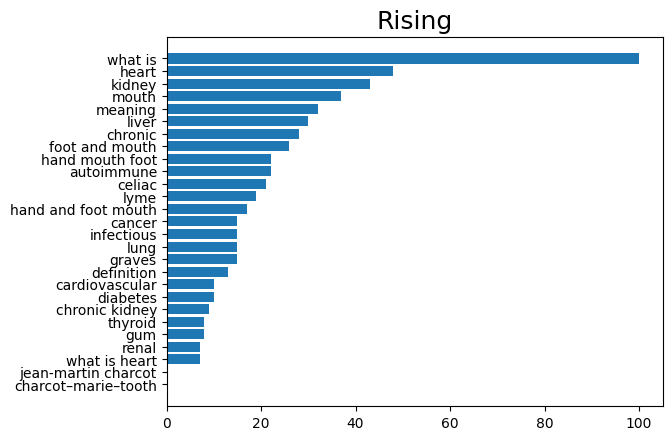 Rising
what is
heart
kidney
mouth
meaning
liver
chronic
foot and mouth
hand mouth foot
autoimmune
celiac
lyme
hand and foot mouth
cancer
infectious
lung
graves
definition
cardiovascular
diabetes
chronic kidney
thyroid
gum
renal
what is heart
jean-martin charcot
charcot–marie–tooth
0 20 40 60 80 100